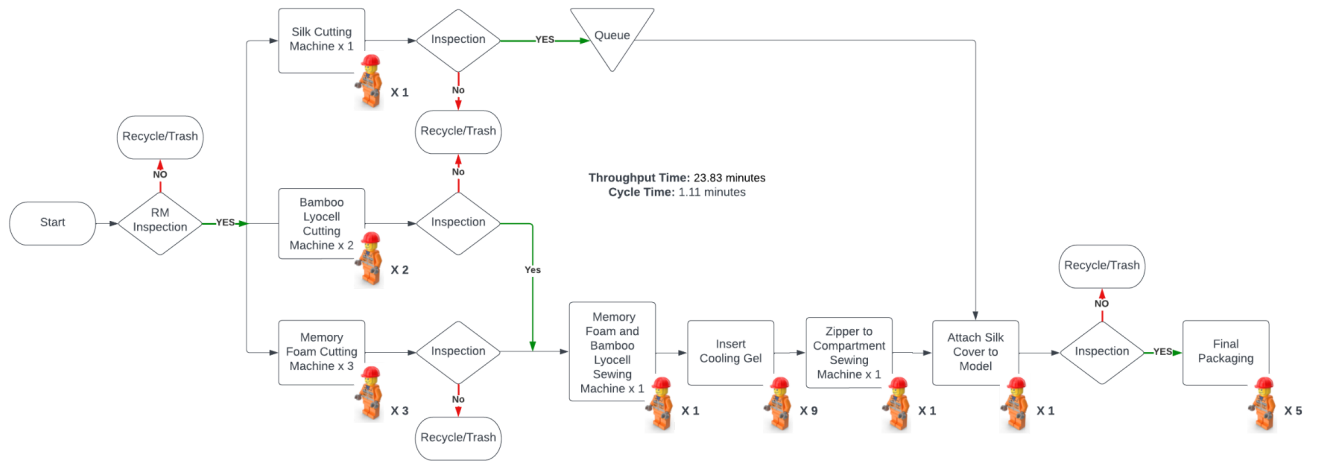 Silk Cutting
Machine x 1
X 1
Inspection
YES
Queue
No
Recycle/Trash
Recycle/Trash
NO
Start
RM
Inspection
YES
No
Bamboo
Lyocell
Cutting
Machine x 2
X 2
Inspection
Yes
Throughput Time: 23.83 minutes
Cycle Time: 1.11 minutes
Memory
Foam Cutting
Machine x 3
X 3
Inspection
No
Recycle/Trash
Memory
Foam and
Bamboo
Lyocell
Sewing
Machine x 1
X 1
Insert
Cooling Gel
X 9
Zipper to
Compartment
Sewing
Machine x 1
X 1
Attach Silk
Cover to
Model
X 1
Recycle/Trash
NO
Inspection
YES
Final
Packaging
X 5